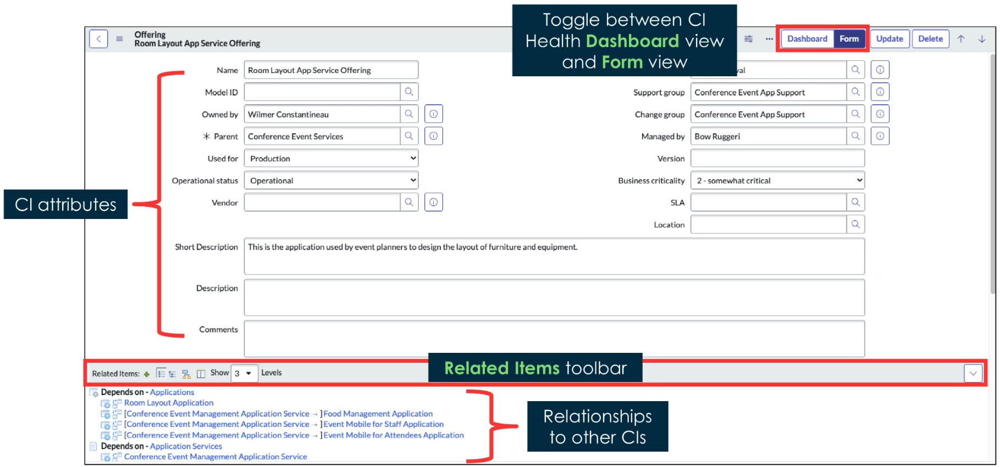 Toggle between CI
Health Dashboard view
and Form view
Offering
Room Layout App Service Offering
Dashboard Form Update Delete
Name Room Layout App Service Offering
Model ID
Owned by Wilmer Constantineau
Parent Conference Event Services
Used for Production
Operational status Operational
Vendor
Support group Conference Event App Support
Change group Conference Event App Support
Managed by Bow Ruggeri
Version
Business criticality 2 - somewhat critical
SLA
Location
CI attributes
Short Description This is the application used by event planners to design the layout of furniture and equipment.
Description
Comments
Related Items toolbar
Related Items: Show 3 Levels
Depends on - Applications
Room Layout Application
[Conference Event Management Application Service → ] Food Management Application
[Conference Event Management Application Service → ] Event Mobile for Staff Application
[Conference Event Management Application Service → ] Event Mobile for Attendees Application
Depends on - Application Services
Conference Event Management Application Service
Relationships
to other CIs